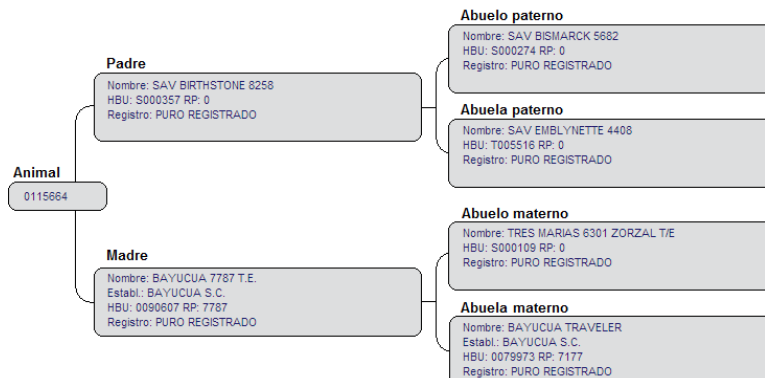 Abuelo paterno
Nombre: SAV BISMARCK 5682
HBU: S000274 RP: 0
Registro: PURO REGISTRADO
Padre
Nombre: SAV BIRTHSTONE 8258
HBU: S000357 RP: 0
Registro: PURO REGISTRADO
Abuela paterno
Nombre: SAV EMBLYNETTE 4408
HBU: T005516 RP: 0
Registro: PURO REGISTRADO
Animal
0115664
Abuelo materno
Nombre: TRES MARIAS 6301 ZORZAL T/E
HBU: S000109 RP: 0
Registro: PURO REGISTRADO
Madre
Nombre: BAYUCUA 7787 T.E.
Establ.: BAYUCUA S.C.
HBU: 0090607 RP: 7787
Registro: PURO REGISTRADO
Abuela materno
Nombre: BAYUCUA TRAVELER
Establ.: BAYUCUA S.C.
HBU: 0079973 RP: 7177
Registro: PURO REGISTRADO